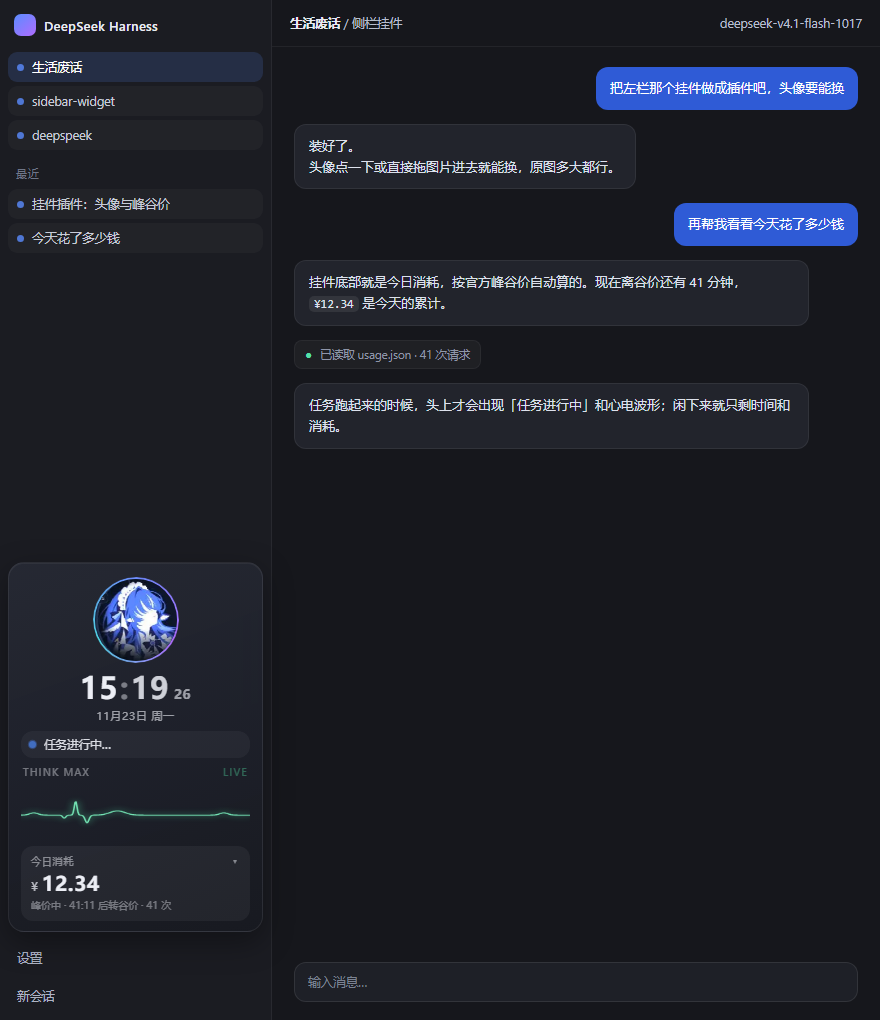 DeepSeek Harness
生活废话
sidebar-widget
deepspeek
最近
挂件插件：头像与峰谷价
今天花了多少钱
15:19 26
11月23日 周一
任务进行中...
THINK MAX LIVE
今日消耗 ▾
¥ 12.34
峰价中 · 41:11 后转谷价 · 41 次
设置
新会话
生活废话 / 侧栏挂件 deepseek-v4.1-flash-1017
把左栏那个挂件做成插件吧，头像要能换
装好了。
头像点一下或直接拖图片进去就能换，原图多大都行。
再帮我看看今天花了多少钱
挂件底部就是今日消耗，按官方峰谷价自动算的。现在离谷价还有 41 分钟，
¥12.34 是今天的累计。
已读取 usage.json · 41 次请求
任务跑起来的时候，头上才会出现「任务进行中」和心电波形；闲下来就只剩时间和
消耗。
输入消息...